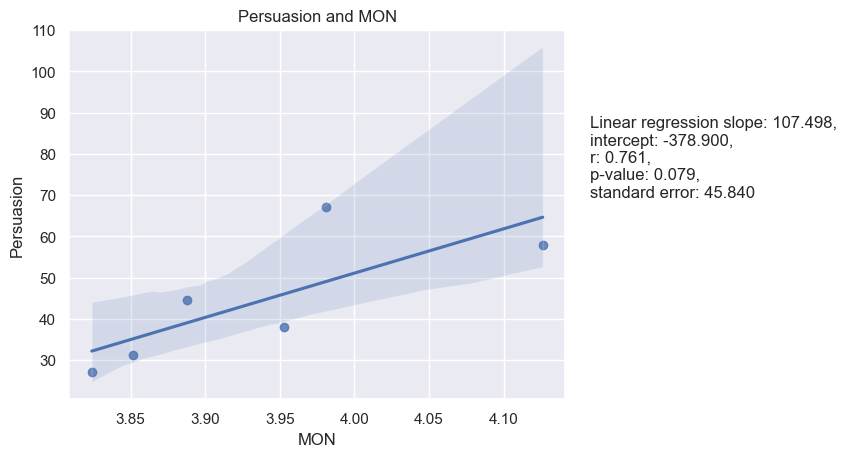 Persuasion and MON
110
100
90
80
70
60
50
40
30
Persuasion
3.85 3.90 3.95 4.00 4.05 4.10
MON
Linear regression slope: 107.498,
intercept: -378.900,
r: 0.761,
p-value: 0.079,
standard error: 45.840